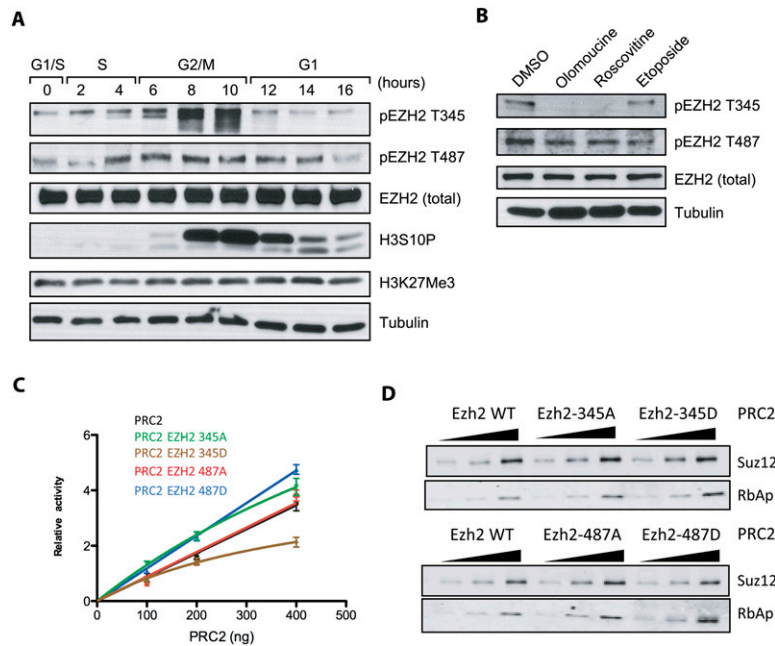 A
G1/S S G2/M G1
0 2 4 6 8 10 12 14 16 (hours)
pEZH2 T345
pEZH2 T487
EZH2 (total)
H3S10P
H3K27Me3
Tubulin
B
DMSO Olomoucine Roscovitine Etoposide
pEZH2 T345
pEZH2 T487
EZH2 (total)
Tubulin
C
PRC2
PRC2 EZH2 345A
PRC2 EZH2 345D
PRC2 EZH2 487A
PRC2 EZH2 487D
Relative activity
6
4
2
0
0 100 200 300 400 500
PRC2 (ng)
D
Ezh2 WT Ezh2-345A Ezh2-345D PRC2
Suz12
RbAp
Ezh2 WT Ezh2-487A Ezh2-487D PRC2
Suz12
RbAp